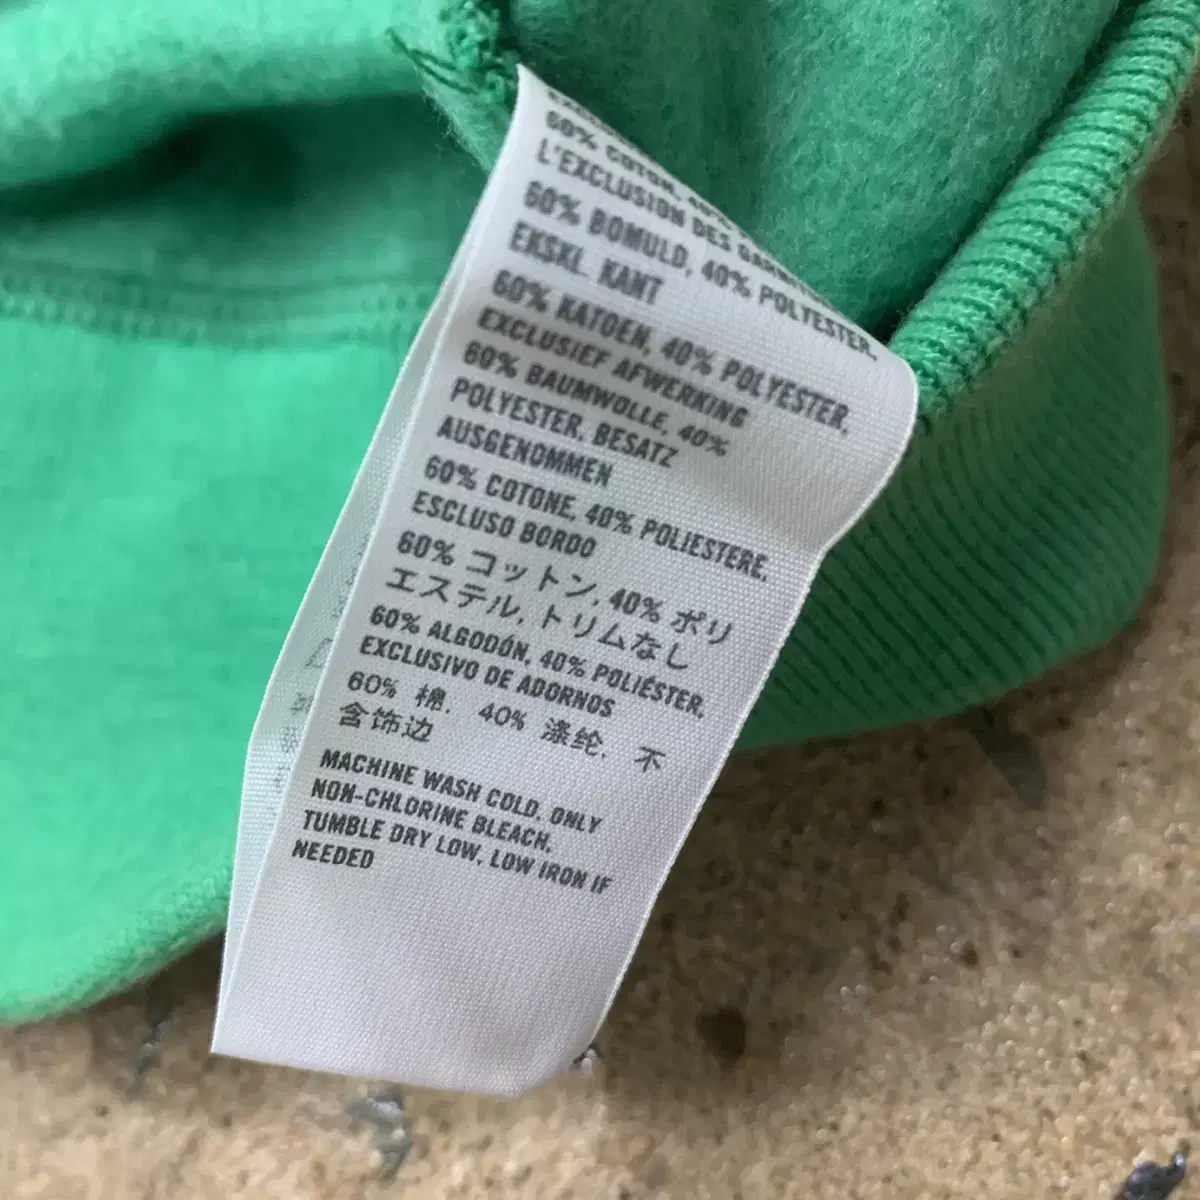 60% COTON, 40%
L'EXCLUSION DES
60% BOMULD, 40% POLYESTER,
EKSKL. KANT
60% KATOEN, 40% POLYESTER,
EXCLUSIEF AFWERKING
60% BAUMWOLLE, 40%
POLYESTER, BESATZ
AUSGENOMMEN
60% COTONE, 40% POLIESTERE,
ESCLUSO BORDO
60% コットン, 40% ポリ
エステル, トリムなし
60% ALGODÓN, 40% POLIÉSTER,
EXCLUSIVO DE ADORNOS
60% 棉, 40% 涤纶, 不
含饰边
MACHINE WASH COLD, ONLY
NON-CHLORINE BLEACH,
TUMBLE DRY LOW, LOW IRON IF
NEEDED